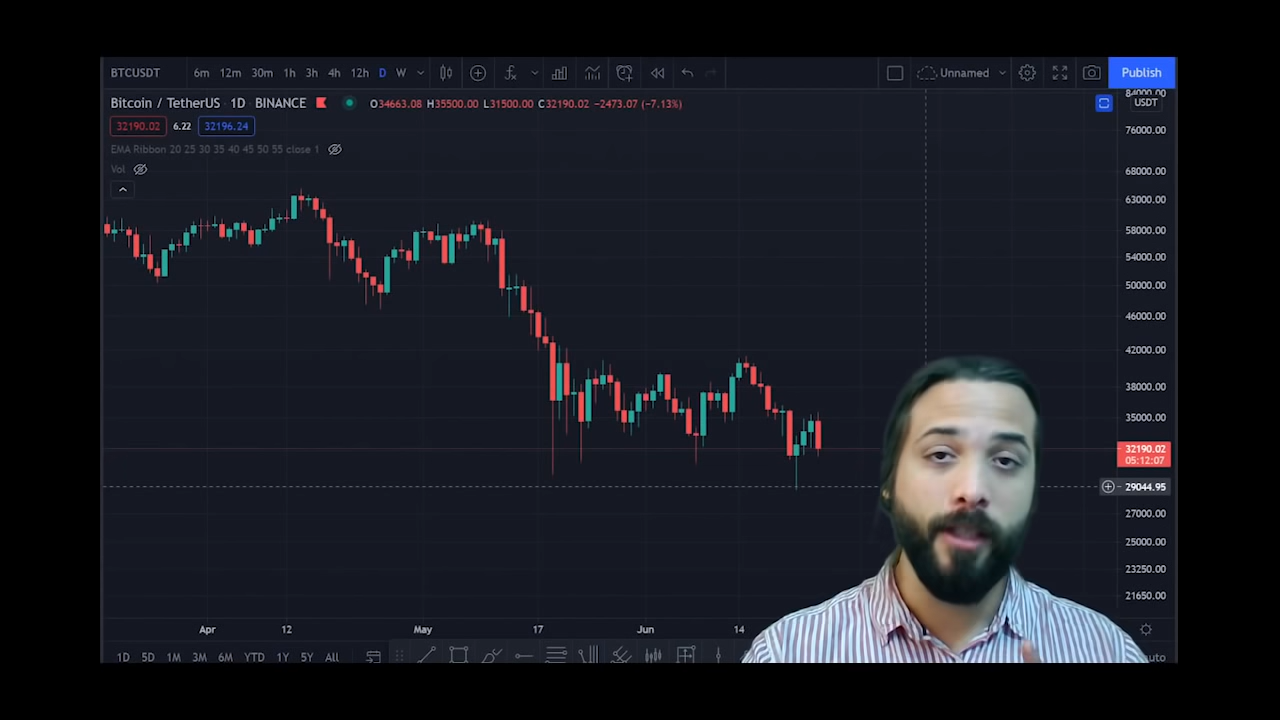 BTCUSDT 6m 12m 30m 1h 3h 4h 12h D W Unnamed Publish
Bitcoin / TetherUS 1D BINANCE O34663.08 H35500.00 L31500.00 C32190.02 −2473.07 (−7.13%)
32190.02 6.22 32196.24
EMA Ribbon 20 25 30 35 40 45 50 55 close 1
Vol
84000.00
USDT
76000.00
68000.00
63000.00
58000.00
54000.00
50000.00
46000.00
42000.00
38000.00
35000.00
32190.02
05:12:07
29044.95
27000.00
25000.00
23250.00
21650.00
Apr 12 May 17 Jun 14
1D 5D 1M 3M 6M YTD 1Y 5Y All